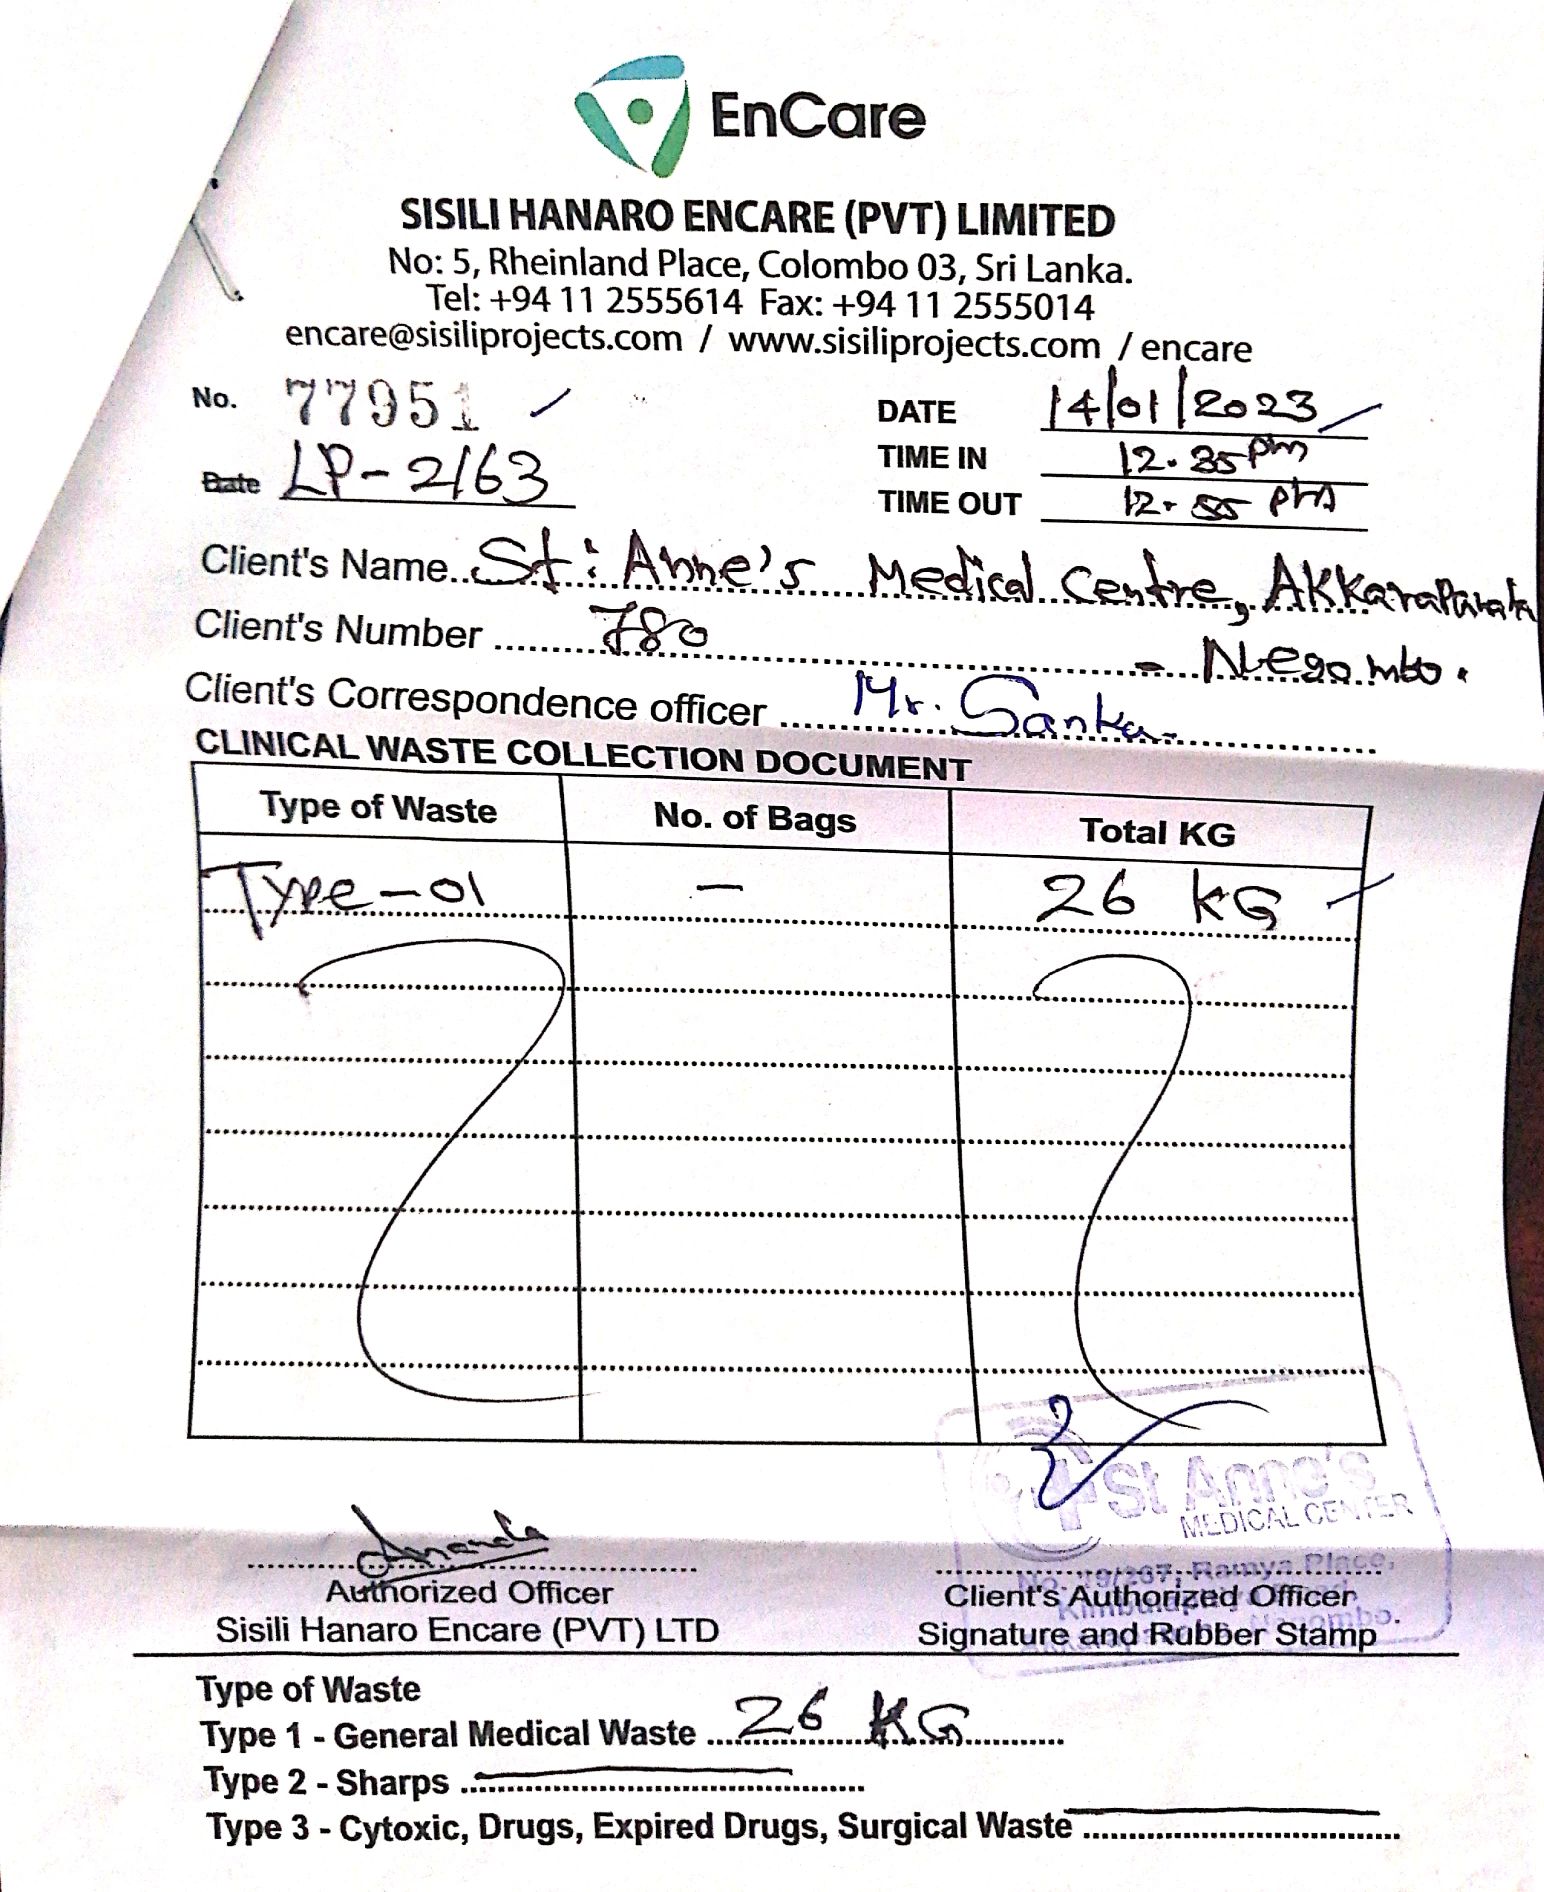 EnCare
SISILI HANARO ENCARE (PVT) LIMITED
No: 5, Rheinland Place, Colombo 03, Sri Lanka.
Tel: +94 11 2555614 Fax: +94 11 2555014
encare@sisiliprojects.com / www.sisiliprojects.com / encare
No. 77951
DATE 14/01/2023
Date LP-2163
TIME IN 12.35 pm
TIME OUT 12.55 pm
Client's Name St: Anne's Medical Centre, Akkarapanata
Client's Number 780 - Negombo.
Client's Correspondence officer Mr. Sanka
CLINICAL WASTE COLLECTION DOCUMENT
Type of Waste No. of Bags Total KG
Type-01 - 26 KG
St Anne's
MEDICAL CENTER
No. 19/267, Ramya Place,
Negombo.
Ananda
Authorized Officer
Sisili Hanaro Encare (PVT) LTD
Client's Authorized Officer
Signature and Rubber Stamp
Type of Waste
Type 1 - General Medical Waste 26 KG
Type 2 - Sharps
Type 3 - Cytoxic, Drugs, Expired Drugs, Surgical Waste